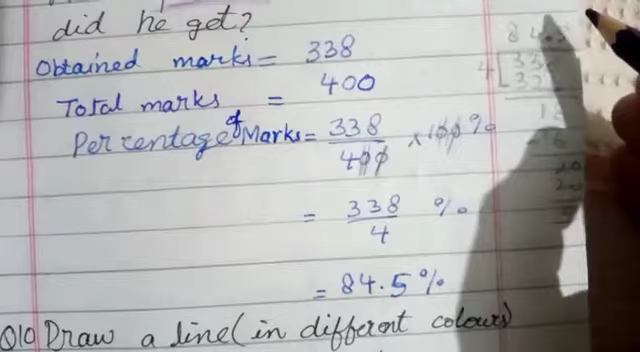 did he get?
Obtained marks = 338
Total marks = 400
Percentage of Marks = 338/400 × 100%
= 338/4 %
= 84.5%
Q10 Draw a line (in different colours)